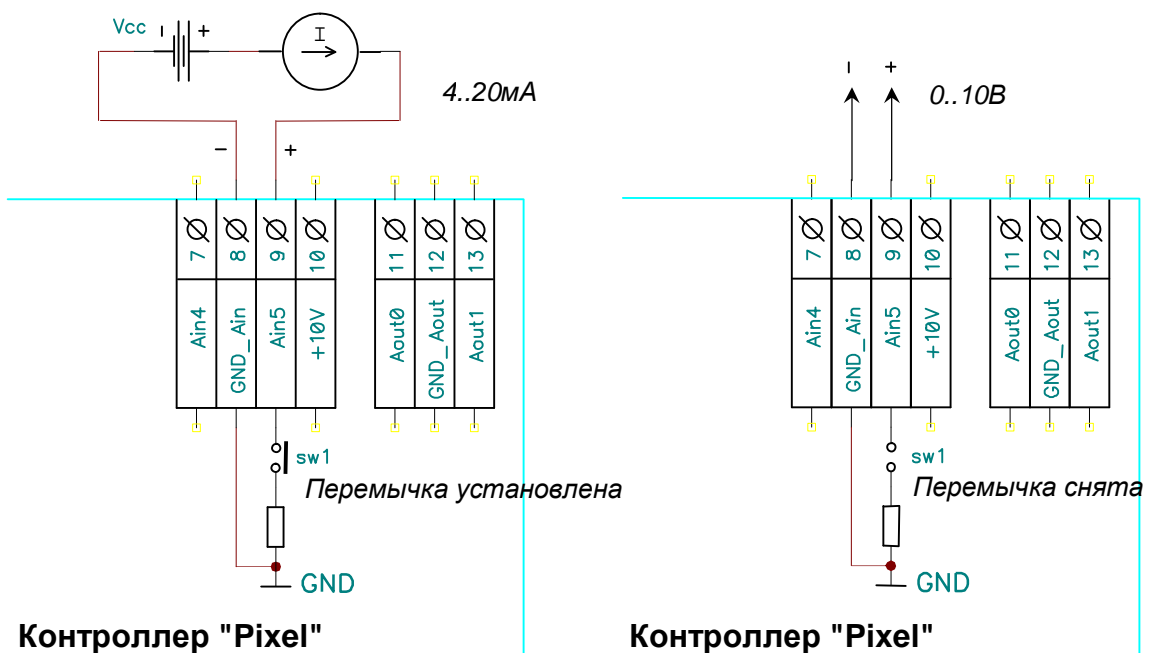 Vcc - + I
4..20мА
- +
7 8 9 10 11 12 13
Ain4 GND_Ain Ain5 +10V Aout0 GND_Aout Aout1
sw1
Перемычка установлена
GND
Контроллер "Pixel"
- +
0..10В
7 8 9 10 11 12 13
Ain4 GND_Ain Ain5 +10V Aout0 GND_Aout Aout1
sw1
Перемычка снята
GND
Контроллер "Pixel"